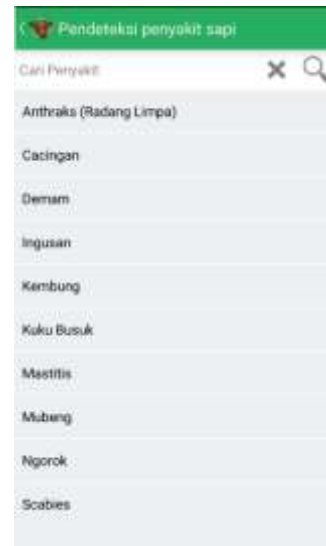 Pendeteksi penyakit sapi
Cari Penyakit
Anthraks (Radang Limpa)
Cacingan
Demam
Ingusan
Kembung
Kuku Busuk
Mastitis
Mubeng
Ngorok
Scabies